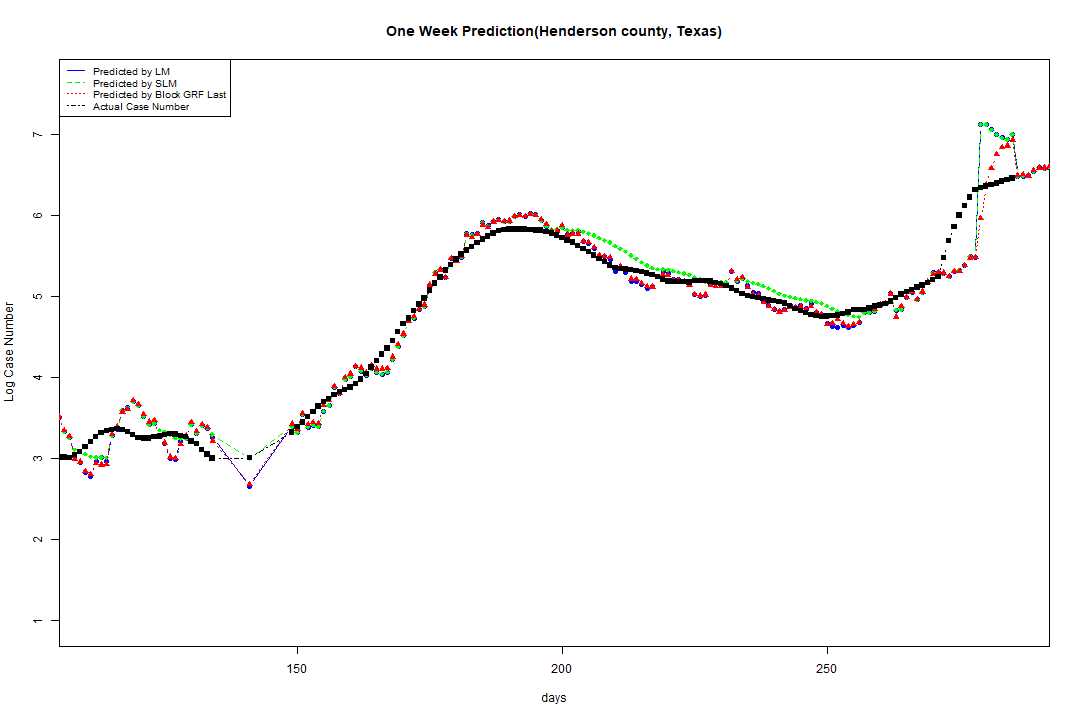 One Week Prediction(Henderson county, Texas)
Predicted by LM
Predicted by SLM
Predicted by Block GRF Last
Actual Case Number
7
6
5
4
3
2
1
Log Case Number
150 200 250
days